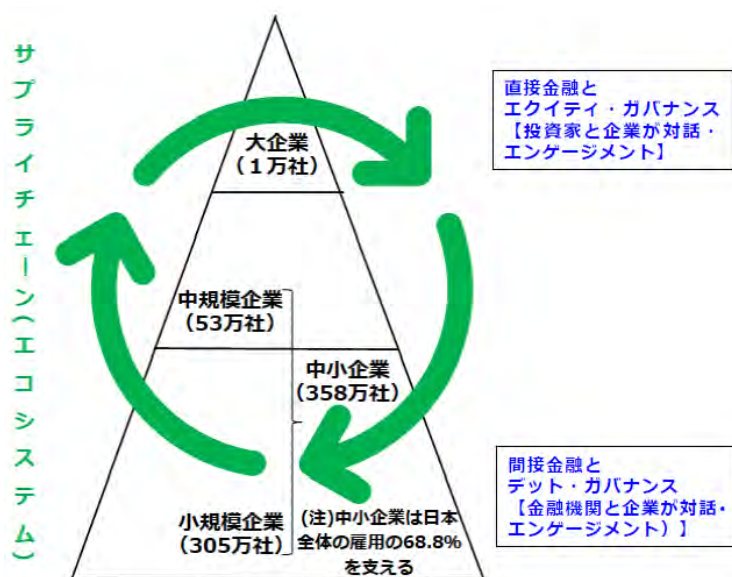 サプライチェーン(エコシステム)
大企業
(1万社)
直接金融と
エクイティ・ガバナンス
【投資家と企業が対話・
エンゲージメント】
中規模企業
(53万社)
中小企業
(358万社)
小規模企業
(305万社)
(注)中小企業は日本
全体の雇用の68.8%
を支える
間接金融と
デット・ガバナンス
【金融機関と企業が対話・
エンゲージメント)】